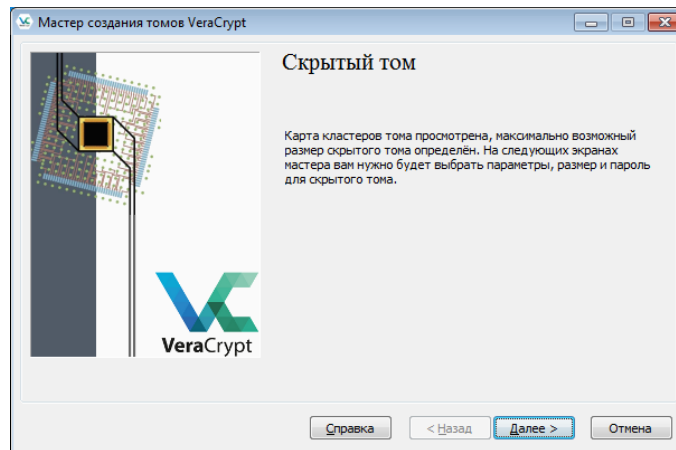 Мастер создания томов VeraCrypt
Скрытый том
Карта кластеров тома просмотрена, максимально возможный
размер скрытого тома определён. На следующих экранах
мастера вам нужно будет выбрать параметры, размер и пароль
для скрытого тома.
VeraCrypt
Справка
< Назад
Далее >
Отмена